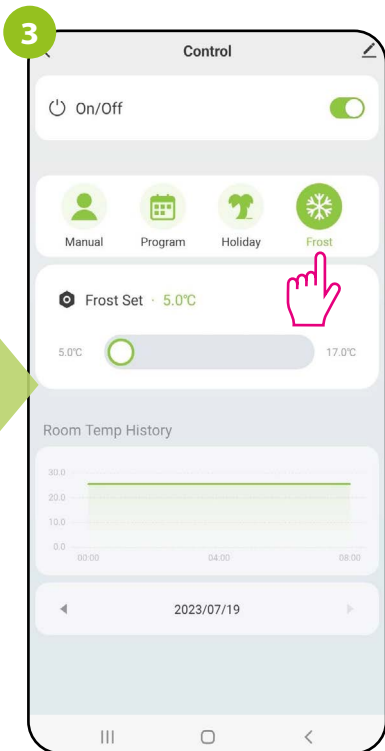 3
Control
On/Off
Manual Program Holiday Frost
Frost Set · 5.0°C
5.0°C 17.0°C
Room Temp History
30.0
20.0
10.0
0.0
00:00 04:00 08:00
2023/07/19